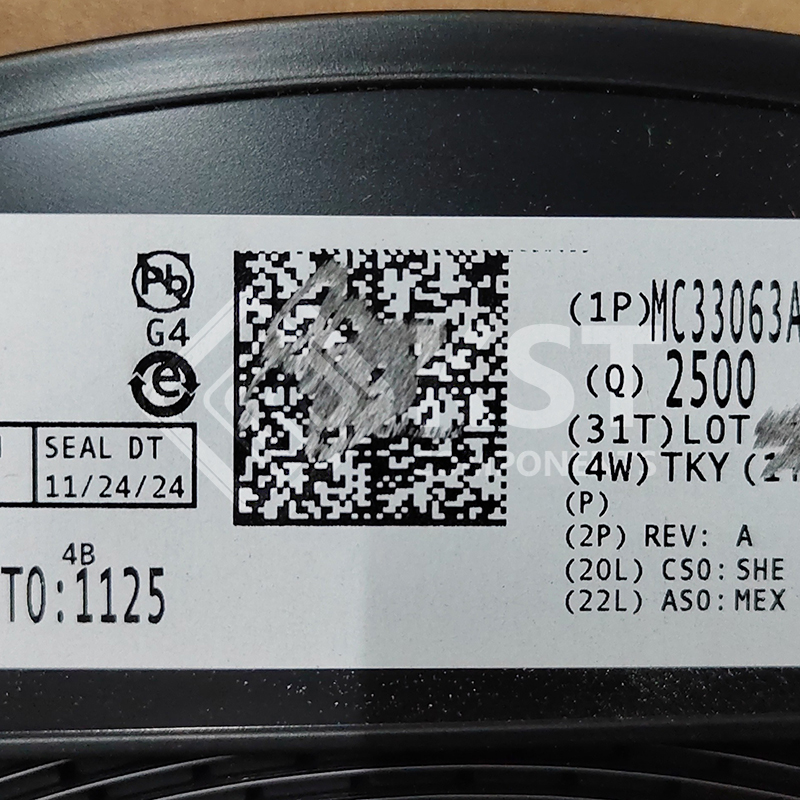 Pb
G4
e
SEAL DT
11/24/24
4B
TO:1125
(1P)MC33063A
(Q) 2500
(31T)LOT
(4W) TKY (1
(P)
(2P) REV: A
(20L) CSO:SHE
(22L) ASO:MEX